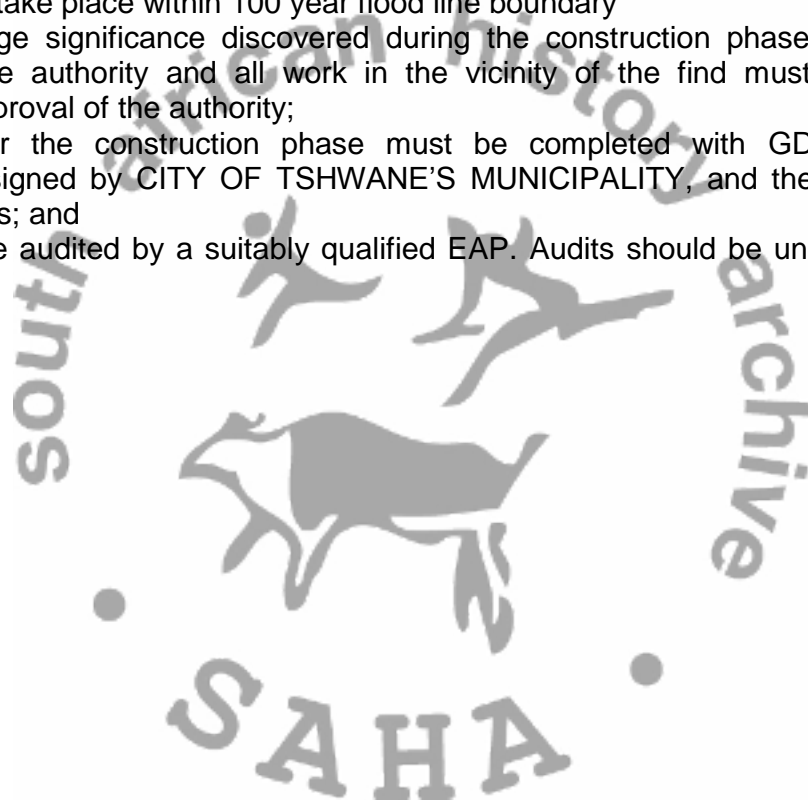 take place within 100 year flood line boundary
ge significance discovered during the construction phase
e authority and all work in the vicinity of the find must
proval of the authority;
r the construction phase must be completed with GD
signed by CITY OF TSHWANE’S MUNICIPALITY, and the
s; and
e audited by a suitably qualified EAP. Audits should be un
south african history archive
SAHA